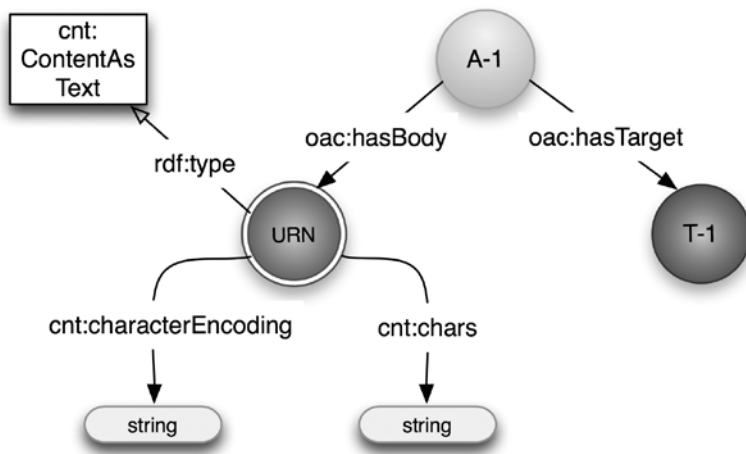 cnt:
ContentAs
Text
A-1
oac:hasBody
oac:hasTarget
rdf:type
URN
T-1
cnt:characterEncoding
cnt:chars
string
string